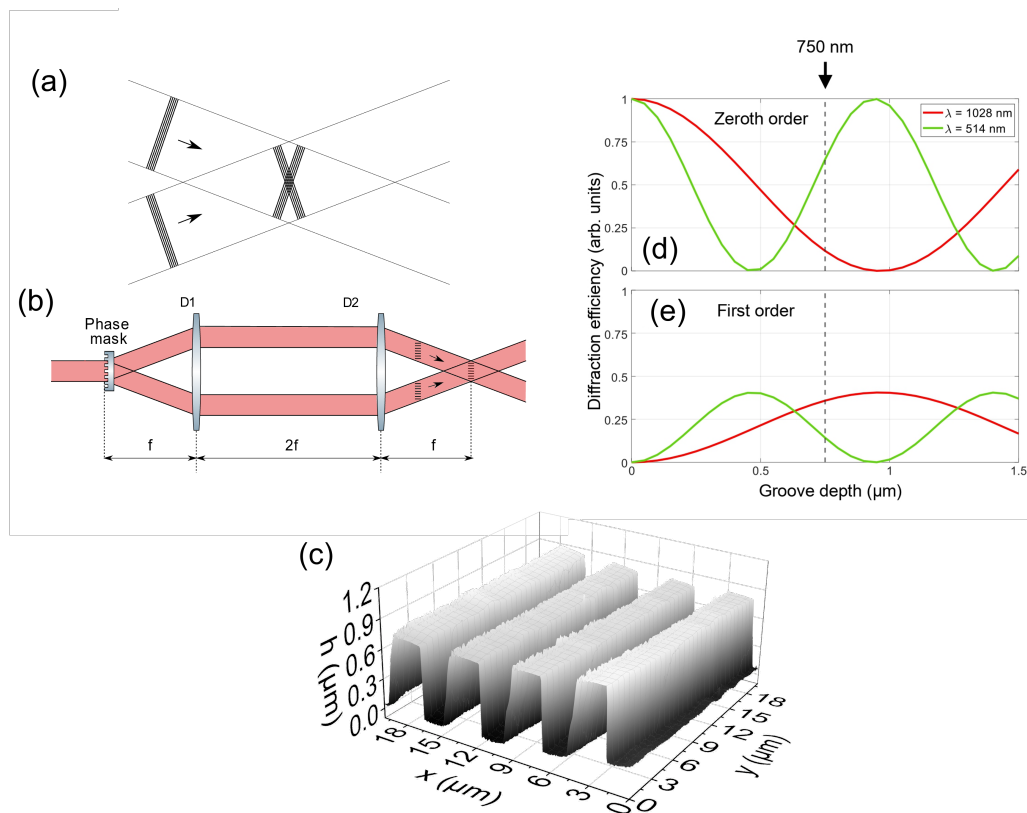 (a)
(b)
D1
D2
Phase
mask
f
2f
f
750 nm
Zeroth order
λ = 1028 nm
λ = 514 nm
(d)
1
0.75
0.5
0.25
0
Diffraction efficiency (arb. units)
(e)
First order
1
0.75
0.5
0.25
0
0
0.5
1
1.5
Groove depth (μm)
(c)
1.2
0.9
0.6
0.3
0.0
h (μm)
18
15
12
9
6
3
0
x (μm)
18
15
12
9
6
3
0
y (μm)